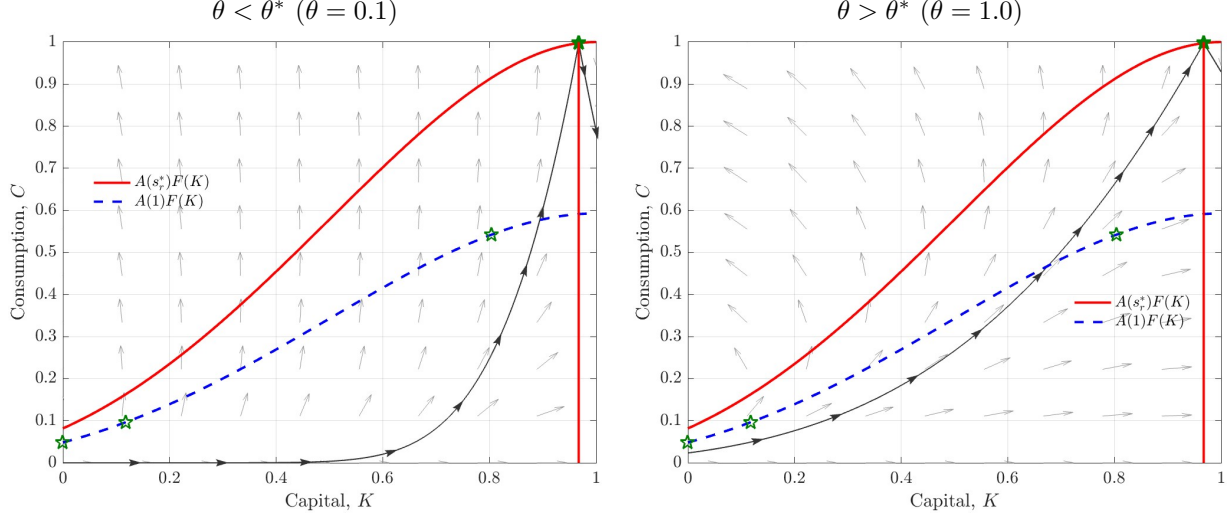 θ < θ* (θ = 0.1)
1
0.9
0.8
0.7
0.6
0.5
0.4
0.3
0.2
0.1
0
Consumption, C
A(s_r^*)F(K)
A(1)F(K)
0 0.2 0.4 0.6 0.8 1
Capital, K
θ > θ* (θ = 1.0)
1
0.9
0.8
0.7
0.6
0.5
0.4
0.3
0.2
0.1
0
Consumption, C
A(s_r^*)F(K)
A(1)F(K)
0 0.2 0.4 0.6 0.8 1
Capital, K